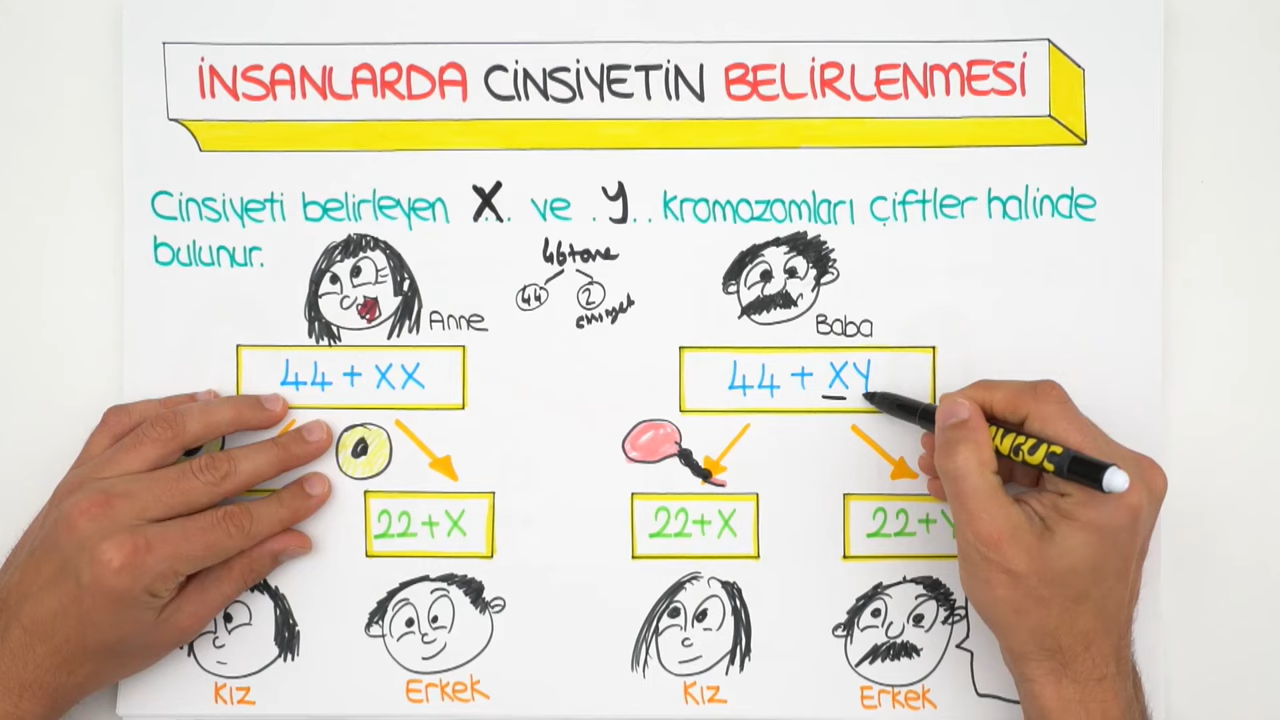 İNSANLARDA CİNSİYETİN BELİRLENMESİ
Cinsiyeti belirleyen X ve .Y.. kromozomları çiftler halinde
bulunur.
46 tane
44 2
Anne
Baba
44 + XX
44 + XY
22+X
22+X
22+Y
Kız
Erkek
Kız
Erkek